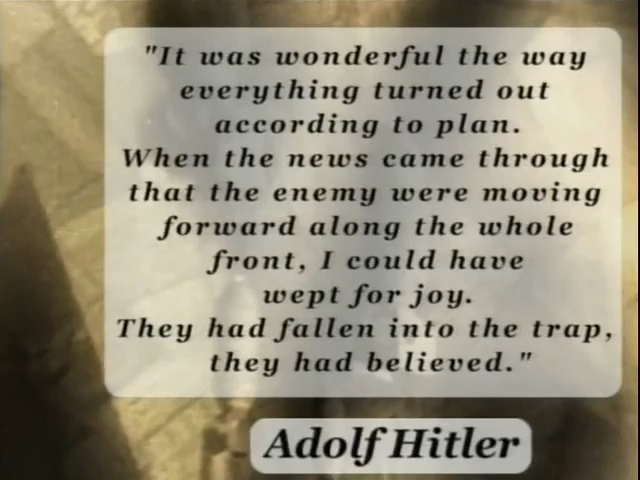 "It was wonderful the way
everything turned out
according to plan.
When the news came through
that the enemy were moving
forward along the whole
front, I could have
wept for joy.
They had fallen into the trap,
they had believed."
Adolf Hitler